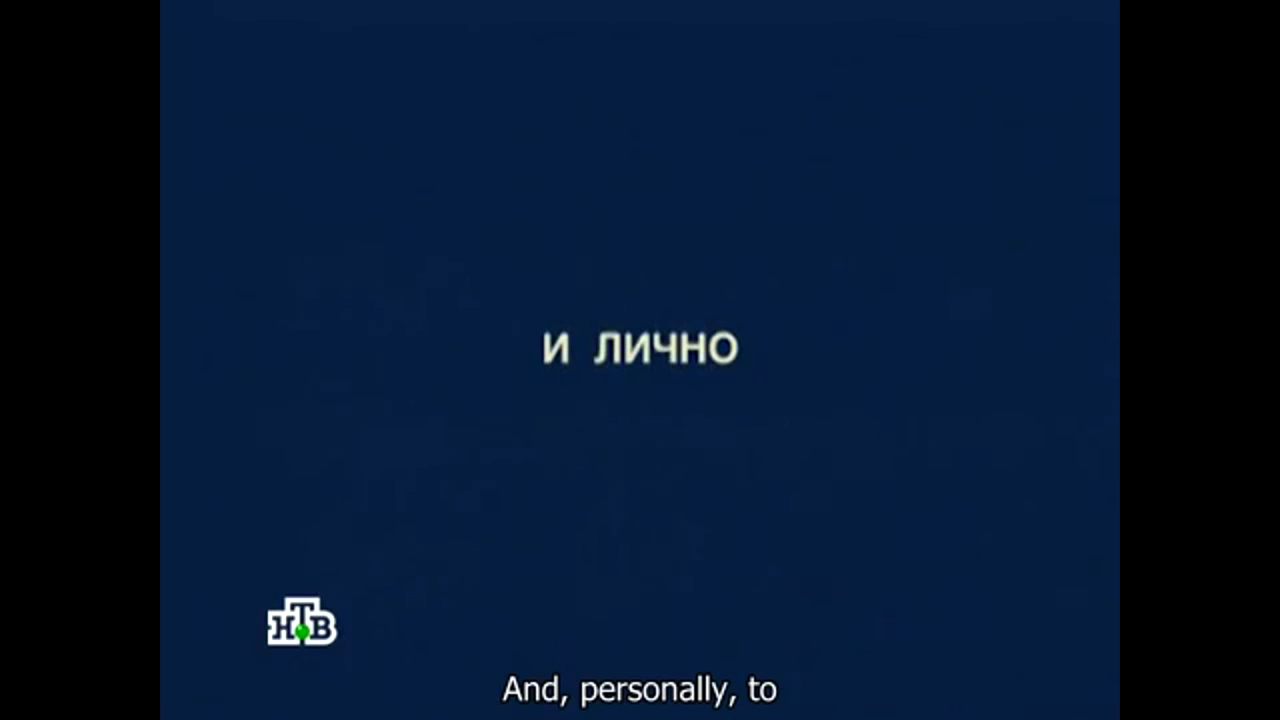 И ЛИЧНО
НТВ
And, personally, to